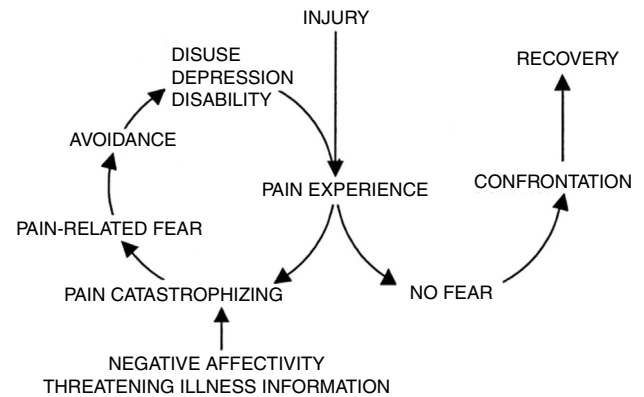 INJURY
DISUSE
DEPRESSION
DISABILITY
RECOVERY
AVOIDANCE
PAIN EXPERIENCE
CONFRONTATION
PAIN-RELATED FEAR
PAIN CATASTROPHIZING
NO FEAR
NEGATIVE AFFECTIVITY
THREATENING ILLNESS INFORMATION